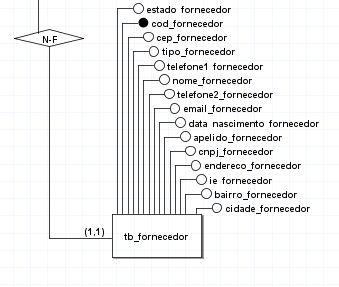 estado fornecedor
cod_fornecedor
cep_fornecedor
N-F
tipo_fornecedor
telefone1 fornecedor
nome_fornecedor
telefone2_fornecedor
email_fornecedor
data nascimento fornecedor
apelido_fornecedor
cnpj_fornecedor
endereco_fornecedor
ie fornecedor
bairro_fornecedor
cidade_fornecedor
(1,1)
tb_fornecedor